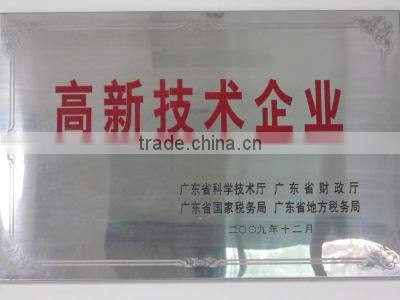 高新技术企业
trade.china.cn
广东省科学技术厅 广东省财政厅
广东省国家税务局 广东省地方税务局
二〇〇九年十二月